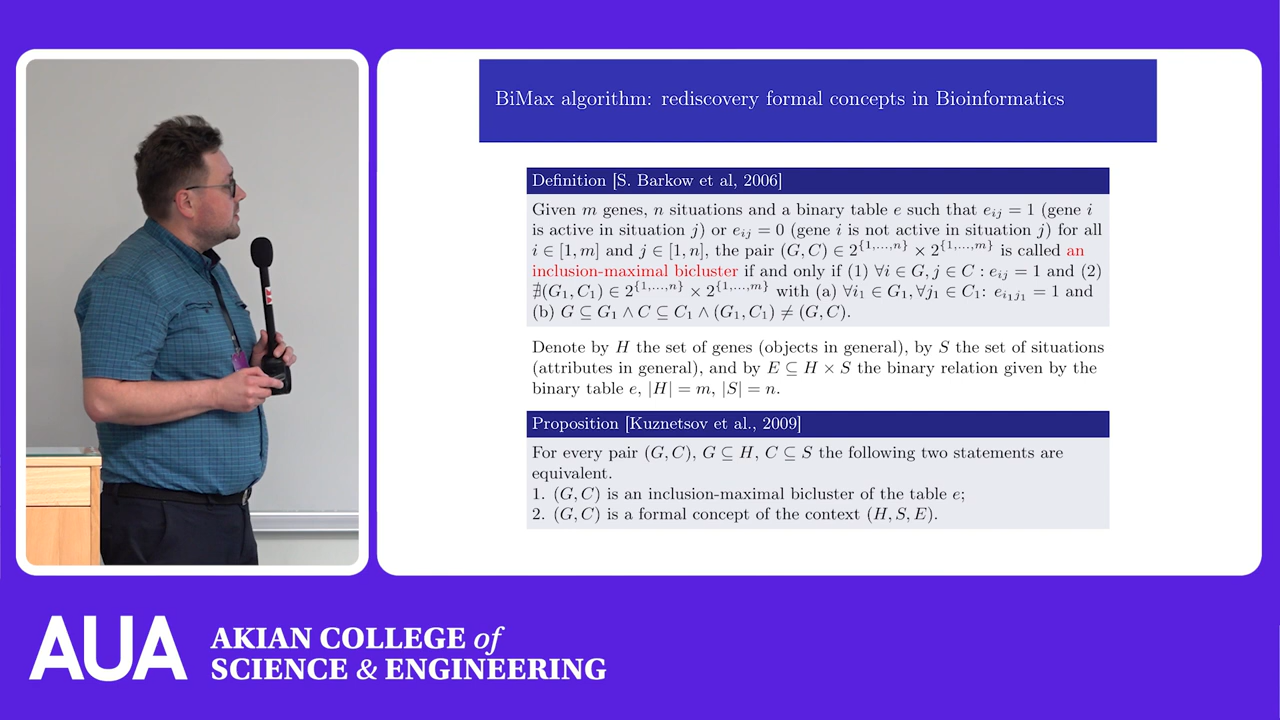 BiMax algorithm: rediscovery formal concepts in Bioinformatics
Definition [S. Barkow et al, 2006]
Given m genes, n situations and a binary table e such that e_{ij} = 1 (gene i
is active in situation j) or e_{ij} = 0 (gene i is not active in situation j) for all
i ∈ [1, m] and j ∈ [1, n], the pair (G, C) ∈ 2^{{1,...,n}} × 2^{{1,...,m}} is called an
inclusion-maximal bicluster if and only if (1) ∀i ∈ G, j ∈ C : e_{ij} = 1 and (2)
∄(G_1, C_1) ∈ 2^{{1,...,n}} × 2^{{1,...,m}} with (a) ∀i_1 ∈ G_1, ∀j_1 ∈ C_1: e_{i_1j_1} = 1 and
(b) G ⊆ G_1 ∧ C ⊆ C_1 ∧ (G_1, C_1) ≠ (G, C).
Denote by H the set of genes (objects in general), by S the set of situations
(attributes in general), and by E ⊆ H × S the binary relation given by the
binary table e, |H| = m, |S| = n.
Proposition [Kuznetsov et al., 2009]
For every pair (G, C), G ⊆ H, C ⊆ S the following two statements are
equivalent.
1. (G, C) is an inclusion-maximal bicluster of the table e;
2. (G, C) is a formal concept of the context (H, S, E).
AUA
AKIAN COLLEGE of
SCIENCE & ENGINEERING